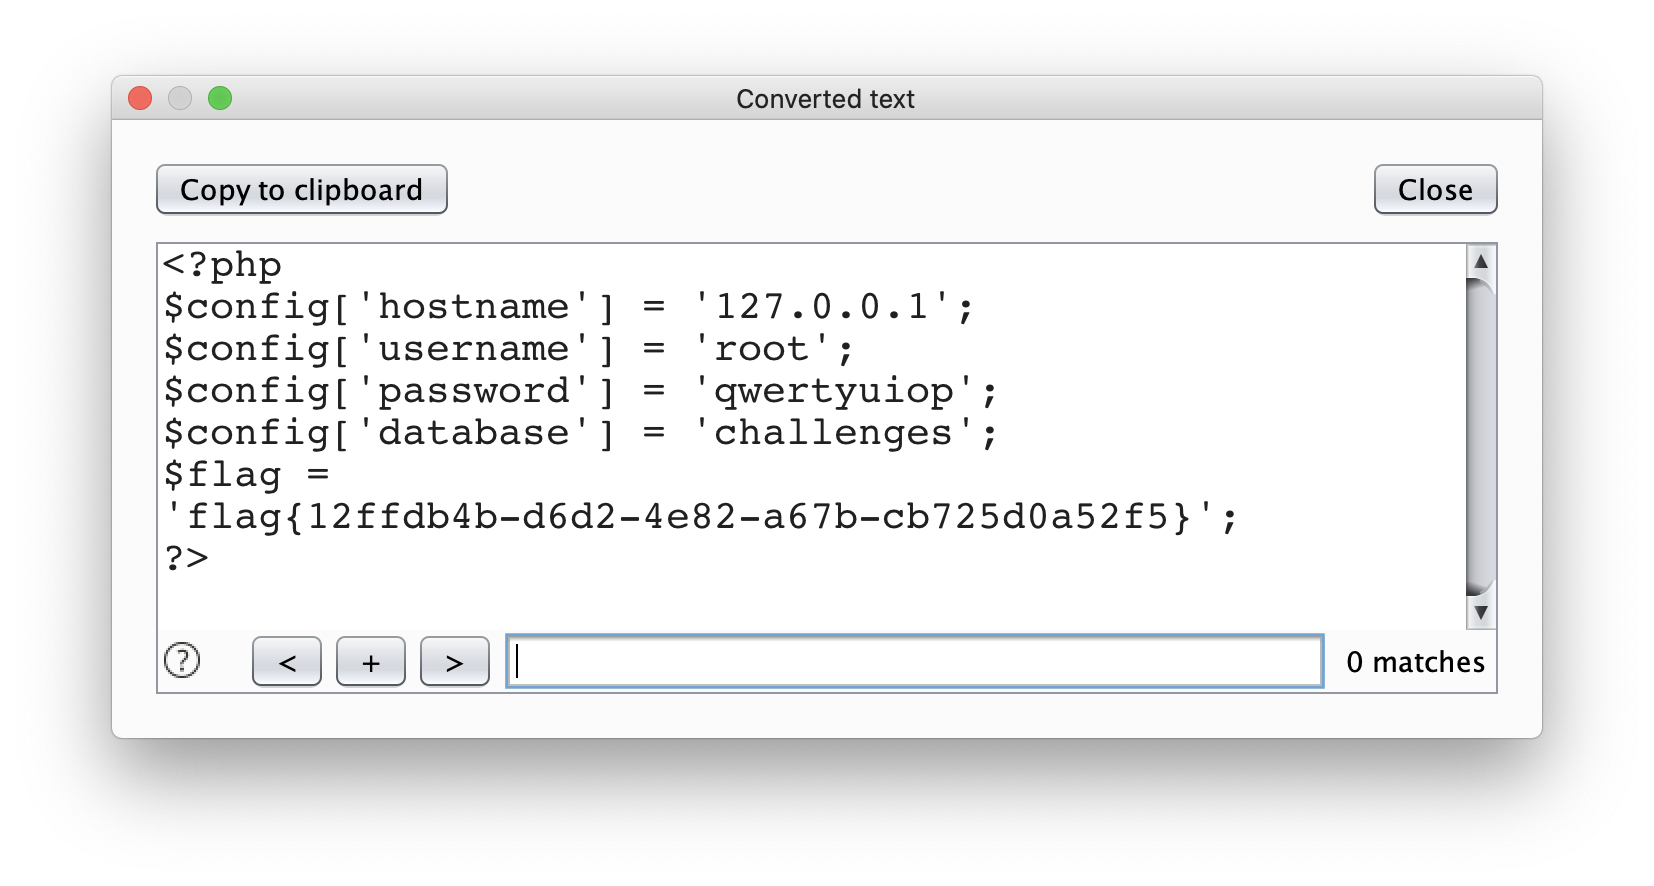 Converted text
Copy to clipboard
Close
<?php
$config['hostname'] = '127.0.0.1';
$config['username'] = 'root';
$config['password'] = 'qwertyuiop';
$config['database'] = 'challenges';
$flag =
'flag{12ffdb4b-d6d2-4e82-a67b-cb725d0a52f5}';
?>
? < + > 0 matches